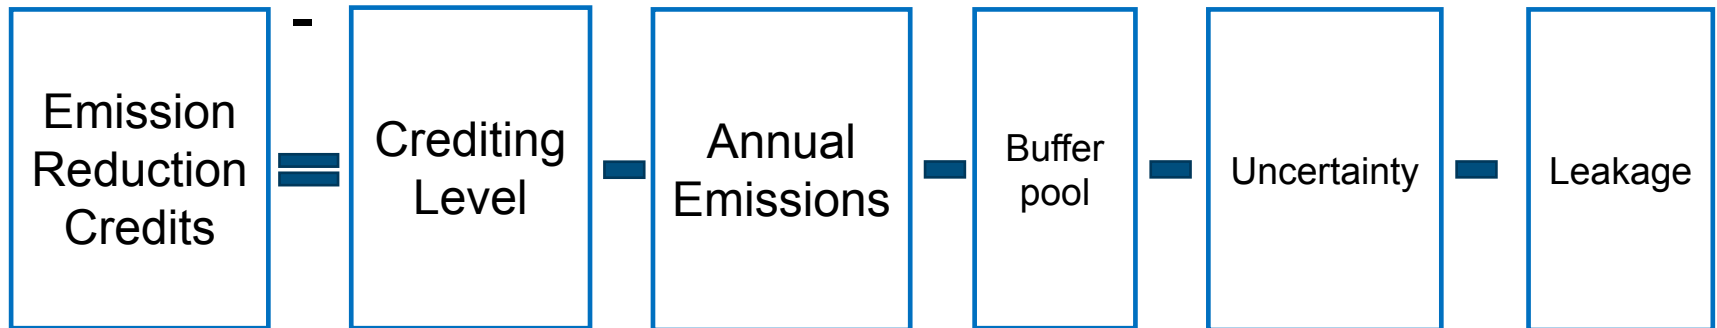 -
Emission
Reduction
Credits
=
Crediting
Level
-
Annual
Emissions
-
Buffer
pool
-
Uncertainty
-
Leakage